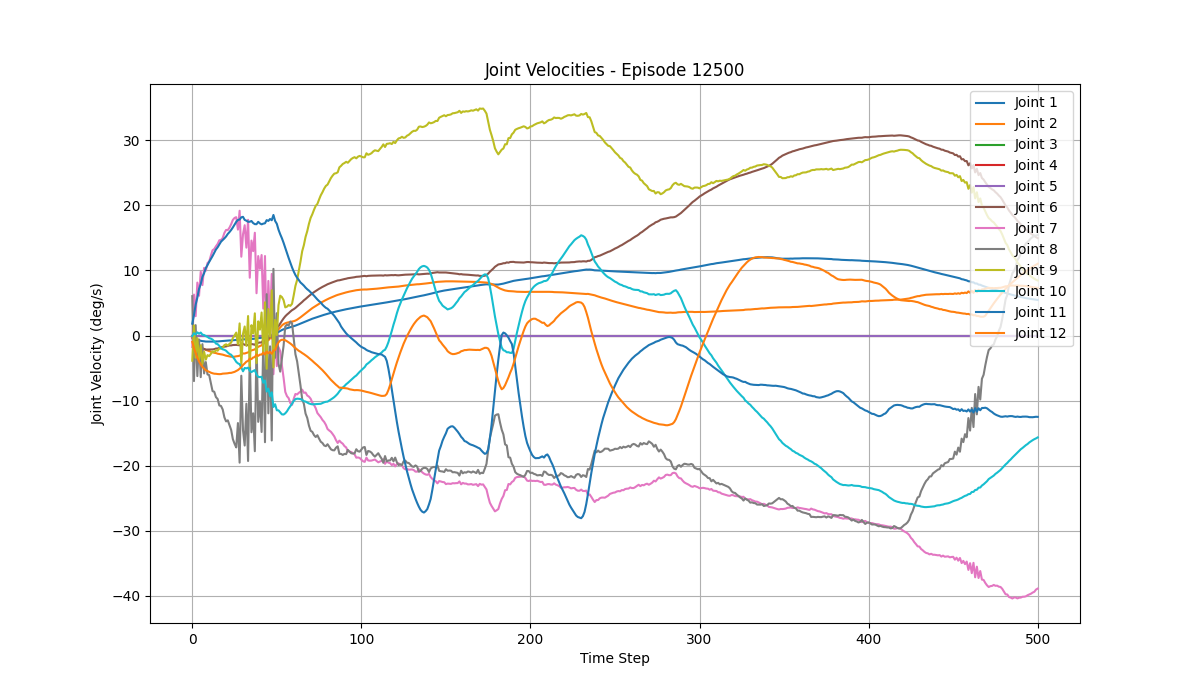 Joint Velocities - Episode 12500
Joint Velocity (deg/s)
30
20
10
0
−10
−20
−30
−40
0
100
200
300
400
500
Time Step
Joint 1
Joint 2
Joint 3
Joint 4
Joint 5
Joint 6
Joint 7
Joint 8
Joint 9
Joint 10
Joint 11
Joint 12